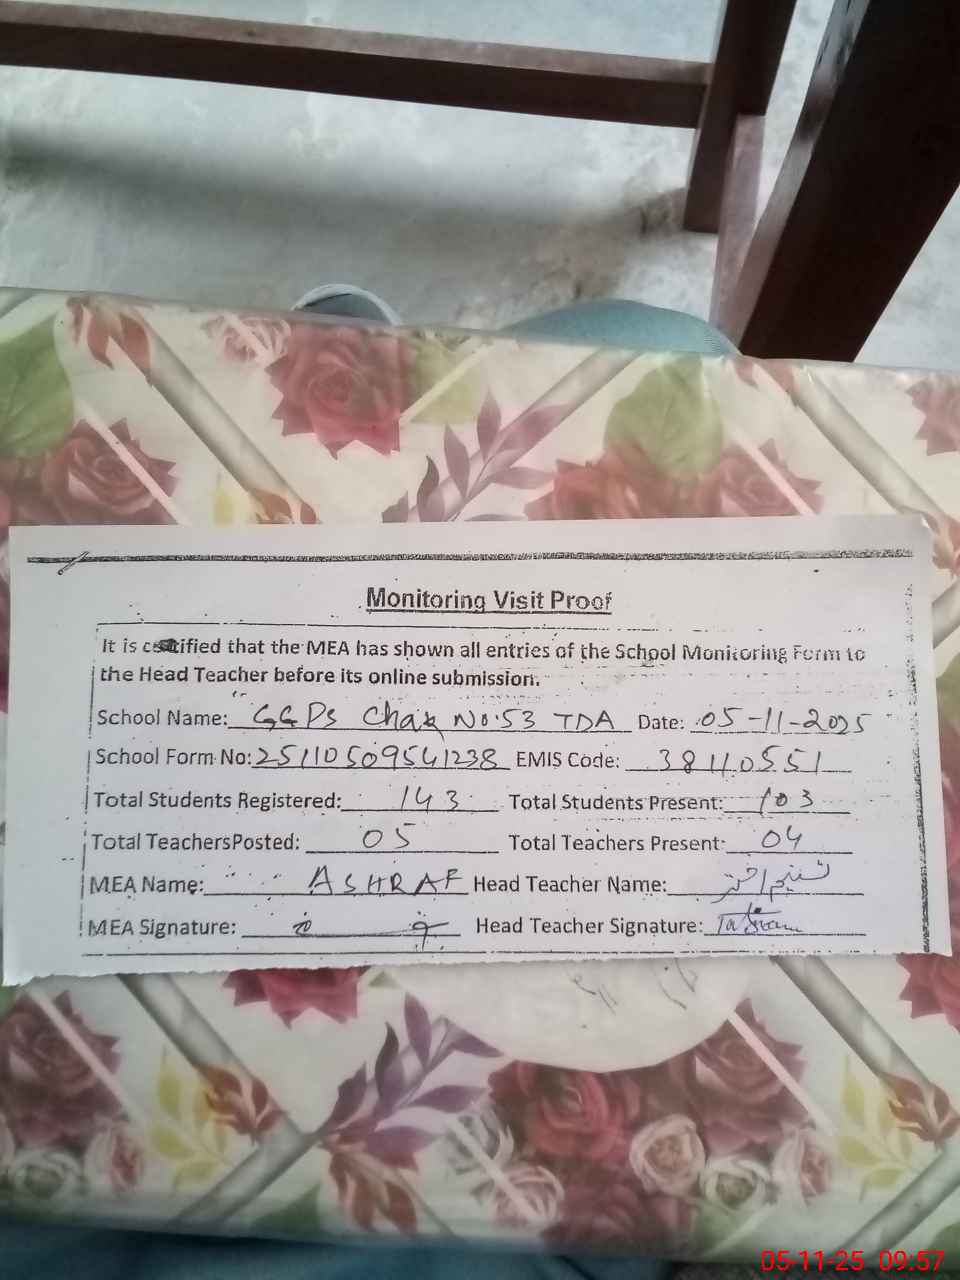 Monitoring Visit Proof
It is certified that the MEA has shown all entries of the School Monitoring Form to
the Head Teacher before its online submission.
School Name: GGPS Chak No.53 TDA Date: 05-11-2025
School Form No: 25110509541238 EMIS Code: 38110551
Total Students Registered: 143 Total Students Present: 103
Total TeachersPosted: 05 Total Teachers Present: 04
MEA Name: ASHRAF Head Teacher Name: تسنیم اختر
MEA Signature: Head Teacher Signature:
05-11-25 09:57